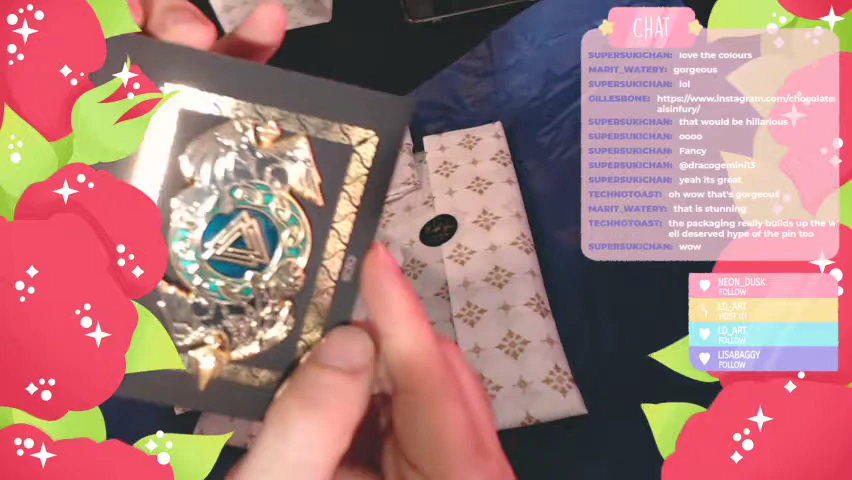 CHAT
SUPERSUKICHAN: love the colours
MARIT_WATERY: gorgeous
SUPERSUKICHAN: lol
GILLESBONE: https://www.instagram.com/chocolate
aisinfury/
SUPERSUKICHAN: that would be hillarious
SUPERSUKICHAN: oooo
SUPERSUKICHAN: Fancy
SUPERSUKICHAN: @dracogemini13
SUPERSUKICHAN: yeah its great
TECHNOTOAST: oh wow that's gorgeous
MARIT_WATERY: that is stunning
TECHNOTOAST: the packaging really builds up the w
ell deserved hype of the pin too
SUPERSUKICHAN: wow
NEON_DUSK
FOLLOW
LD_ART
LD_ART
FOLLOW
LISABAGGY
FOLLOW